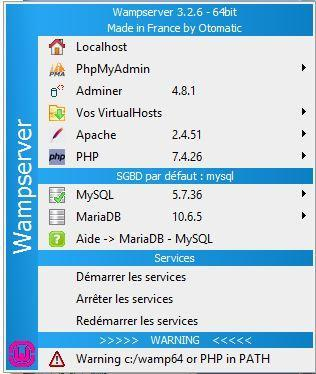 Wampserver 3.2.6 - 64bit
Made in France by Otomatic
Wampserver
Localhost
PMA PhpMyAdmin
Adminer 4.8.1
Vos VirtualHosts
Apache 2.4.51
php PHP 7.4.26
SGBD par défaut : mysql
MySQL 5.7.36
MariaDB 10.6.5
Aide -> MariaDB - MySQL
Services
Démarrer les services
Arrêter les services
Redémarrer les services
>>>>> WARNING <<<<<
Warning c:/wamp64 or PHP in PATH